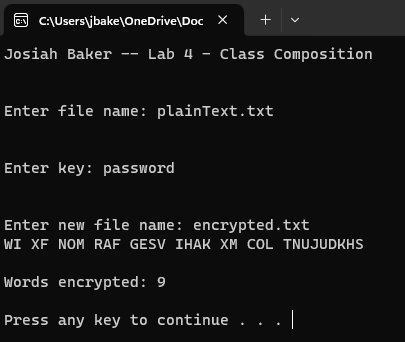 C:\Users\jbake\OneDrive\Doc
Josiah Baker -- Lab 4 - Class Composition
Enter file name: plainText.txt
Enter key: password
Enter new file name: encrypted.txt
WI XF NOM RAF GESV IHAK XM COL TNUJUDKHS
Words encrypted: 9
Press any key to continue . . .